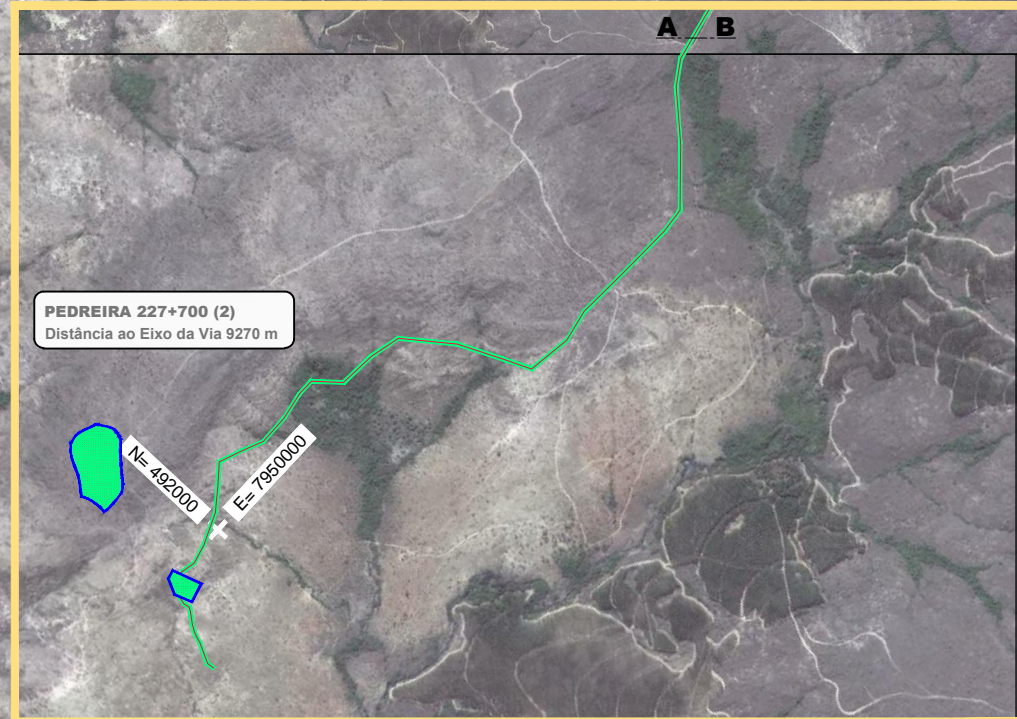 A B
PEDREIRA 227+700 (2)
Distância ao Eixo da Via 9270 m
N= 492000
E= 7950000